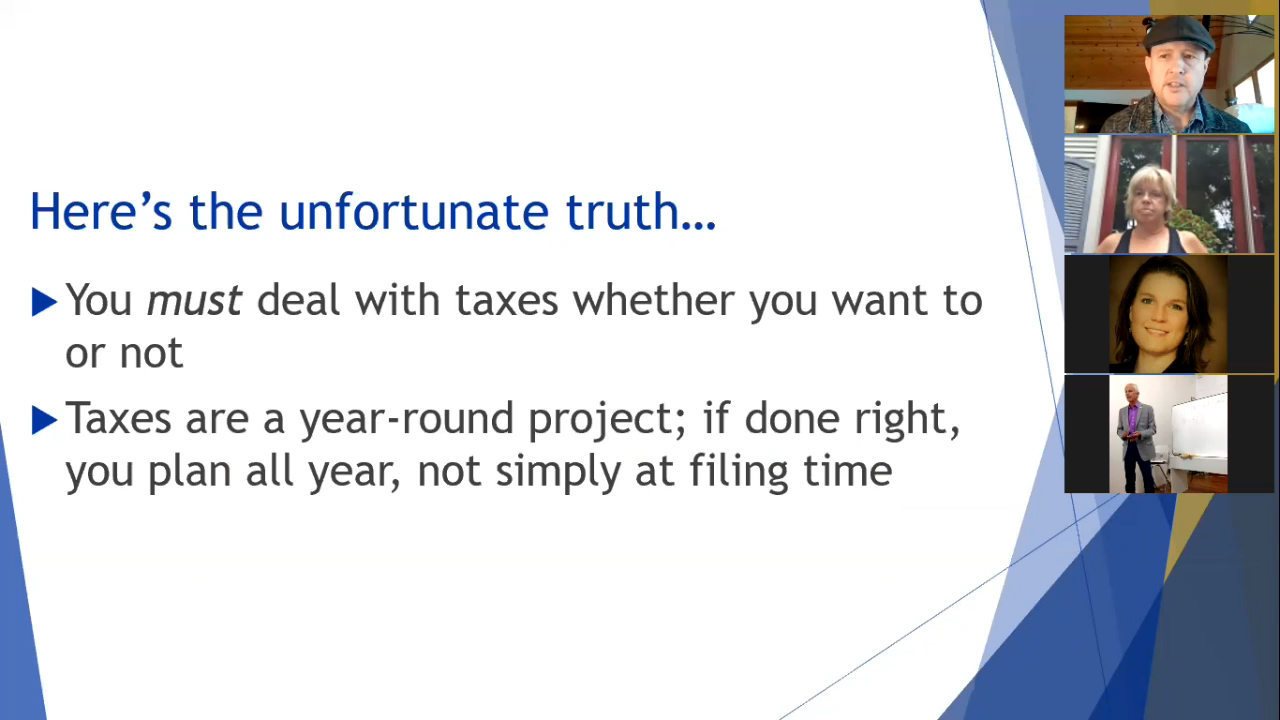 Here’s the unfortunate truth…
You must deal with taxes whether you want to
or not
Taxes are a year-round project; if done right,
you plan all year, not simply at filing time